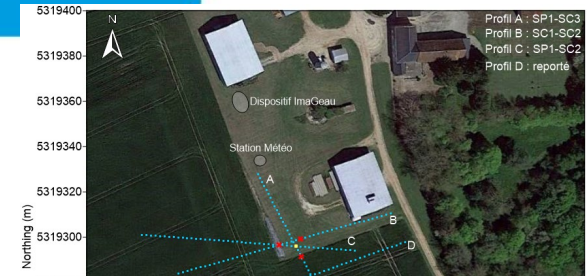 5319400
N
Profil A : SP1-SC3
Profil B : SC1-SC2
Profil C : SP1-SC2
Profil D : reporté
5319380
5319360
Dispositif ImaGeau
5319340
Station Météo
A
5319320
B
5319300
C
D
Northing (m)